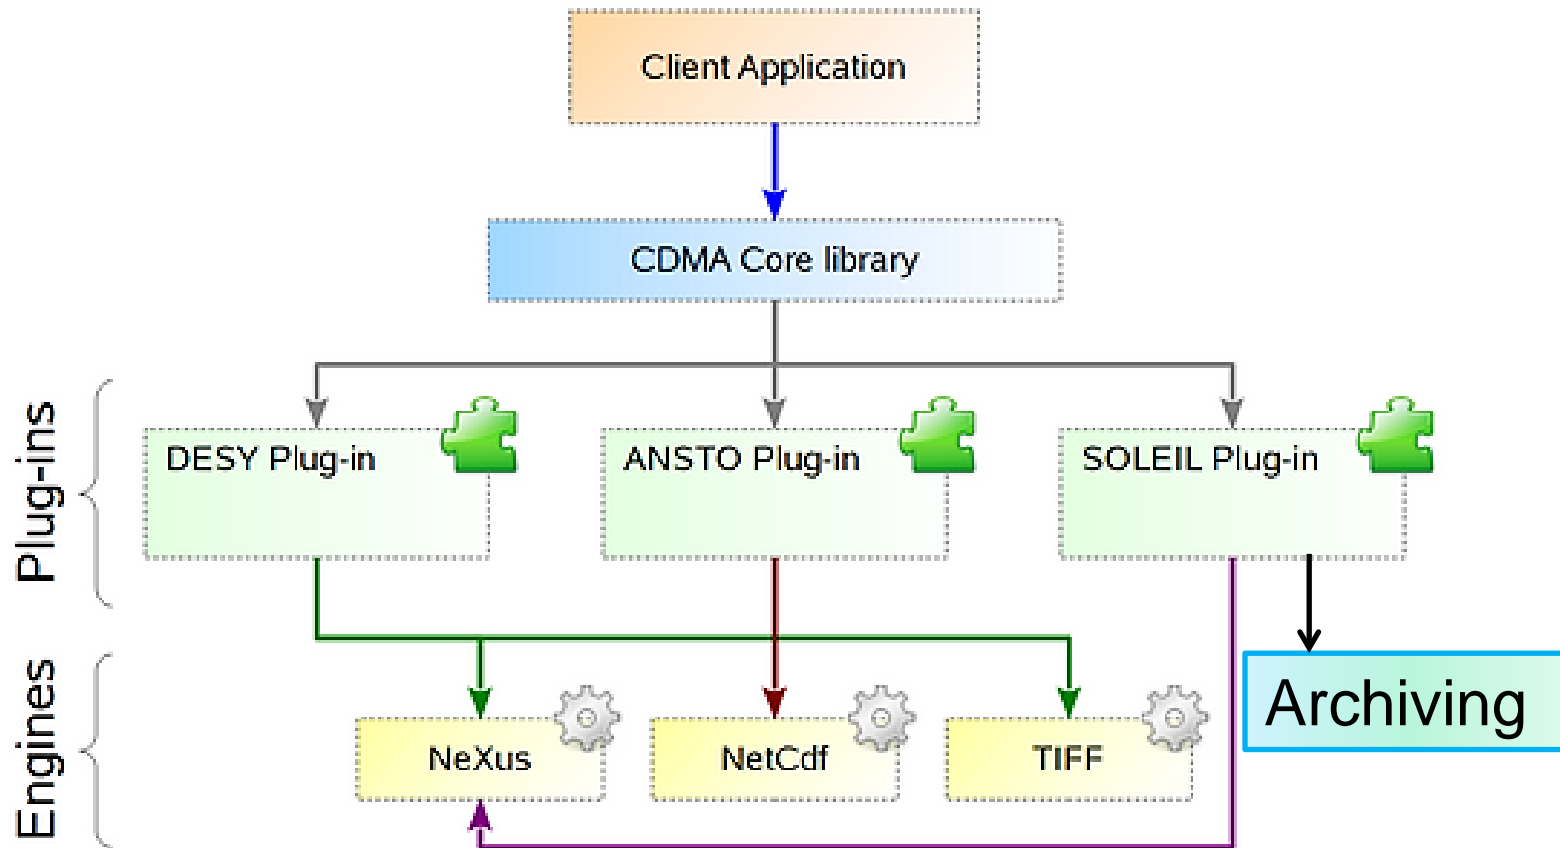 Client Application
CDMA Core library
Plug-ins
DESY Plug-in
ANSTO Plug-in
SOLEIL Plug-in
Engines
NeXus
NetCdf
TIFF
Archiving